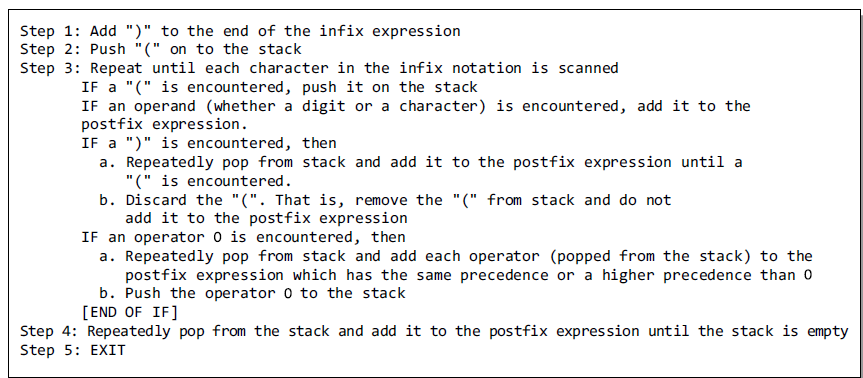 Step 1: Add ")" to the end of the infix expression
Step 2: Push "(" on to the stack
Step 3: Repeat until each character in the infix notation is scanned
IF a "(" is encountered, push it on the stack
IF an operand (whether a digit or a character) is encountered, add it to the
postfix expression.
IF a ")" is encountered, then
a. Repeatedly pop from stack and add it to the postfix expression until a
"(" is encountered.
b. Discard the "(". That is, remove the "(" from stack and do not
add it to the postfix expression
IF an operator O is encountered, then
a. Repeatedly pop from stack and add each operator (popped from the stack) to the
postfix expression which has the same precedence or a higher precedence than O
b. Push the operator O to the stack
[END OF IF]
Step 4: Repeatedly pop from the stack and add it to the postfix expression until the stack is empty
Step 5: EXIT